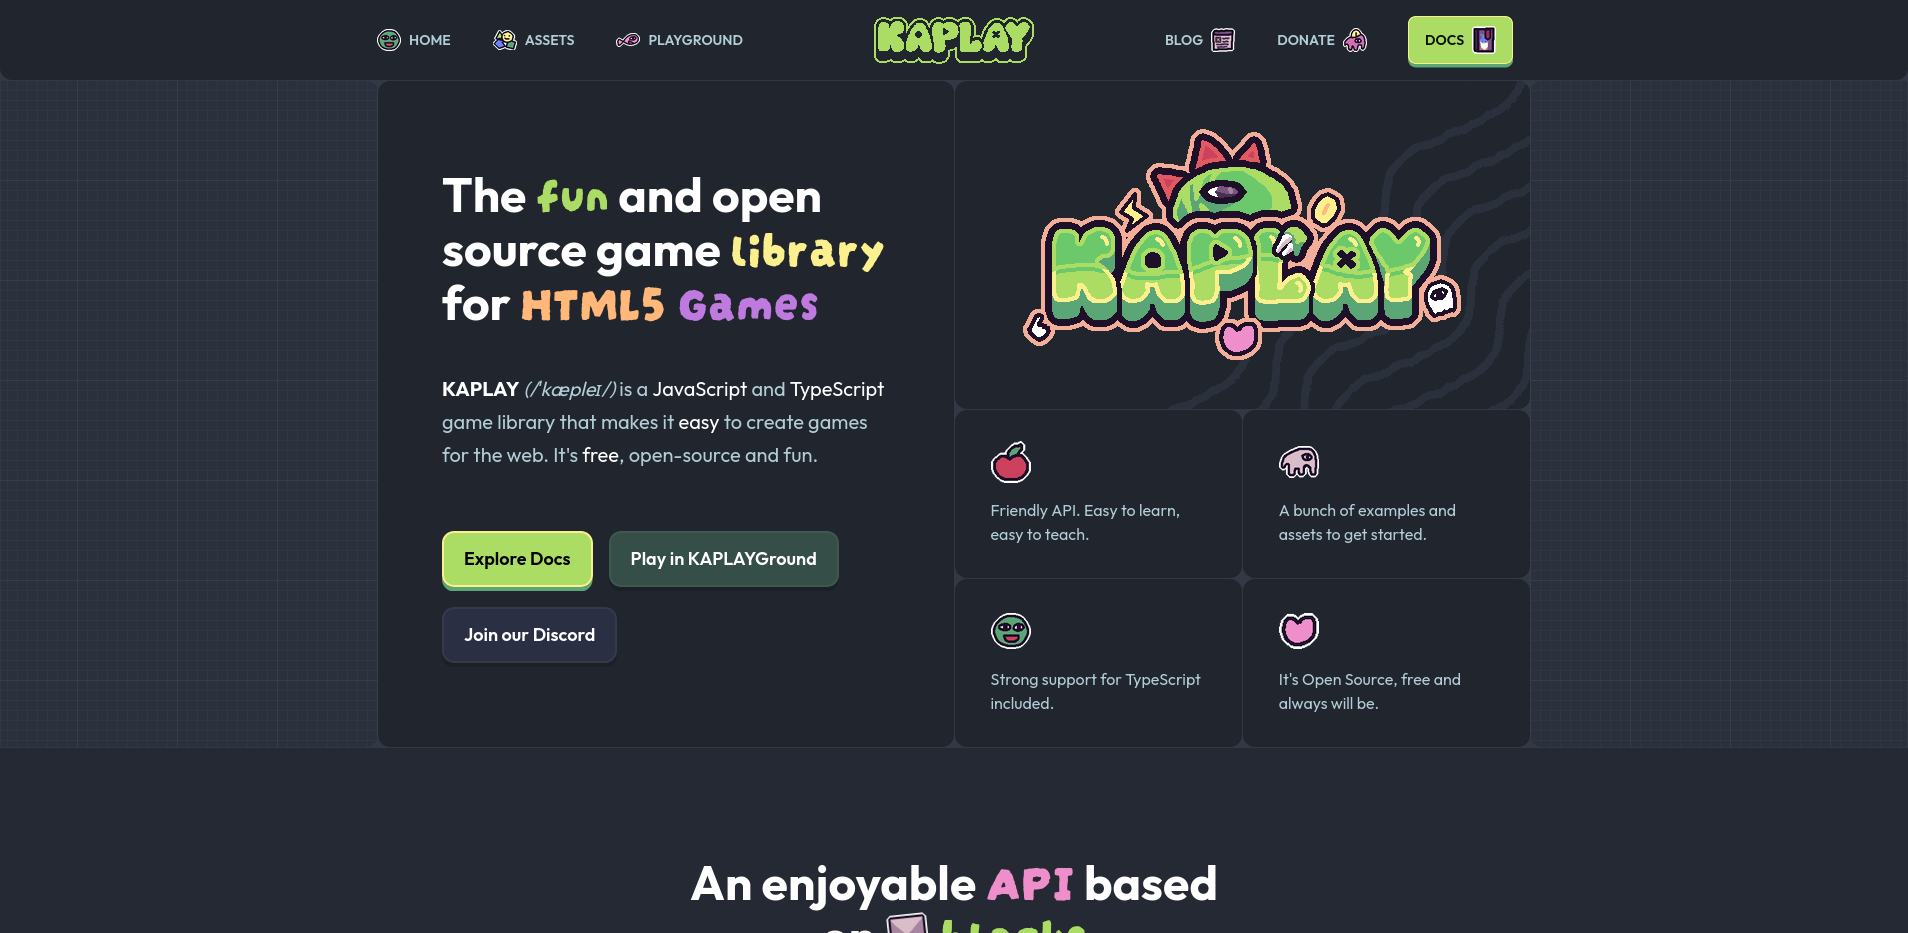 HOME
ASSETS
PLAYGROUND
KAPLAY
BLOG
DONATE
DOCS
The fun and open
source game library
for HTML5 Games
KAPLAY (/ˈkæpleɪ/) is a JavaScript and TypeScript
game library that makes it easy to create games
for the web. It's free, open-source and fun.
Explore Docs
Play in KAPLAYGround
Join our Discord
KAPLAY
Friendly API. Easy to learn,
easy to teach.
A bunch of examples and
assets to get started.
Strong support for TypeScript
included.
It's Open Source, free and
always will be.
An enjoyable API based
on blocks